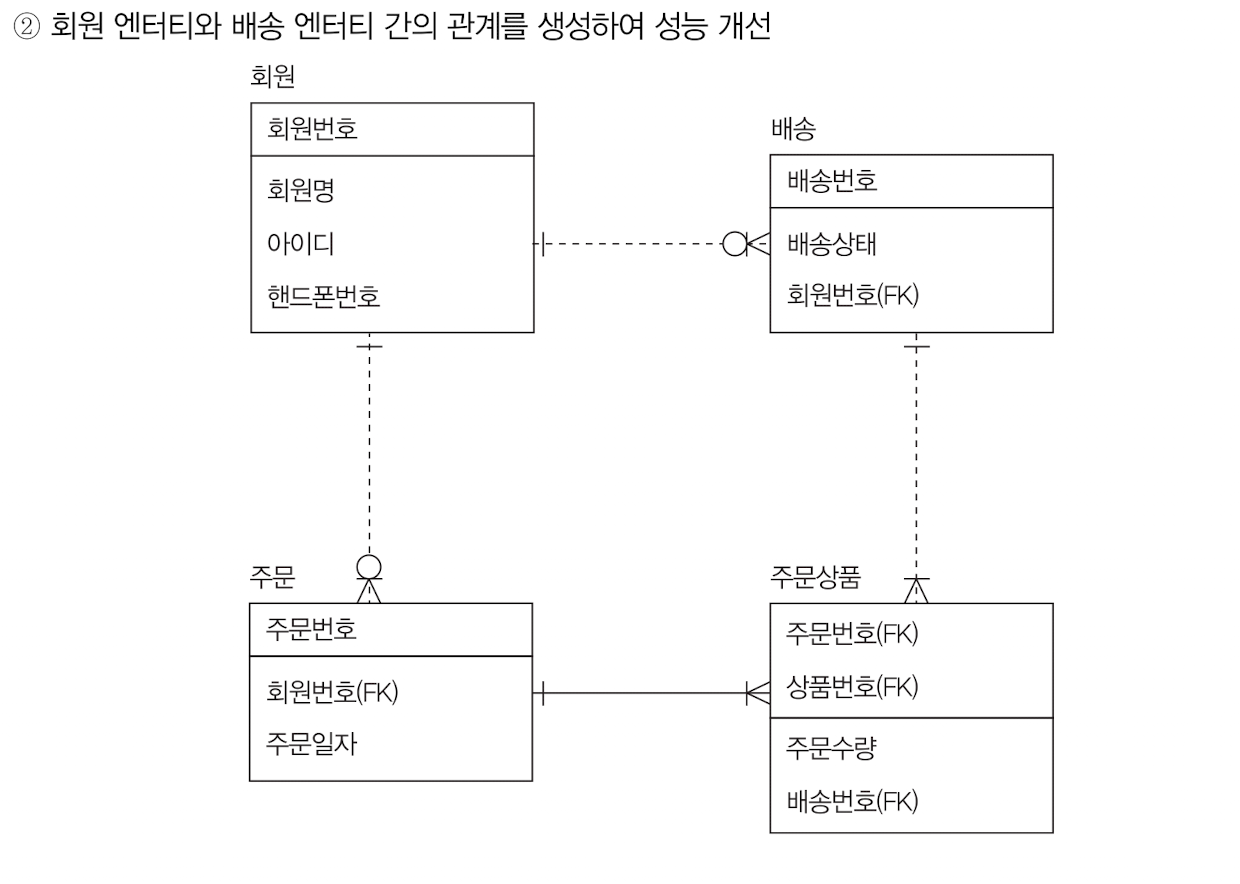 ② 회원 엔터티와 배송 엔터티 간의 관계를 생성하여 성능 개선
회원
회원번호
회원명
아이디
핸드폰번호
배송
배송번호
배송상태
회원번호(FK)
주문
주문번호
회원번호(FK)
주문일자
주문상품
주문번호(FK)
상품번호(FK)
주문수량
배송번호(FK)